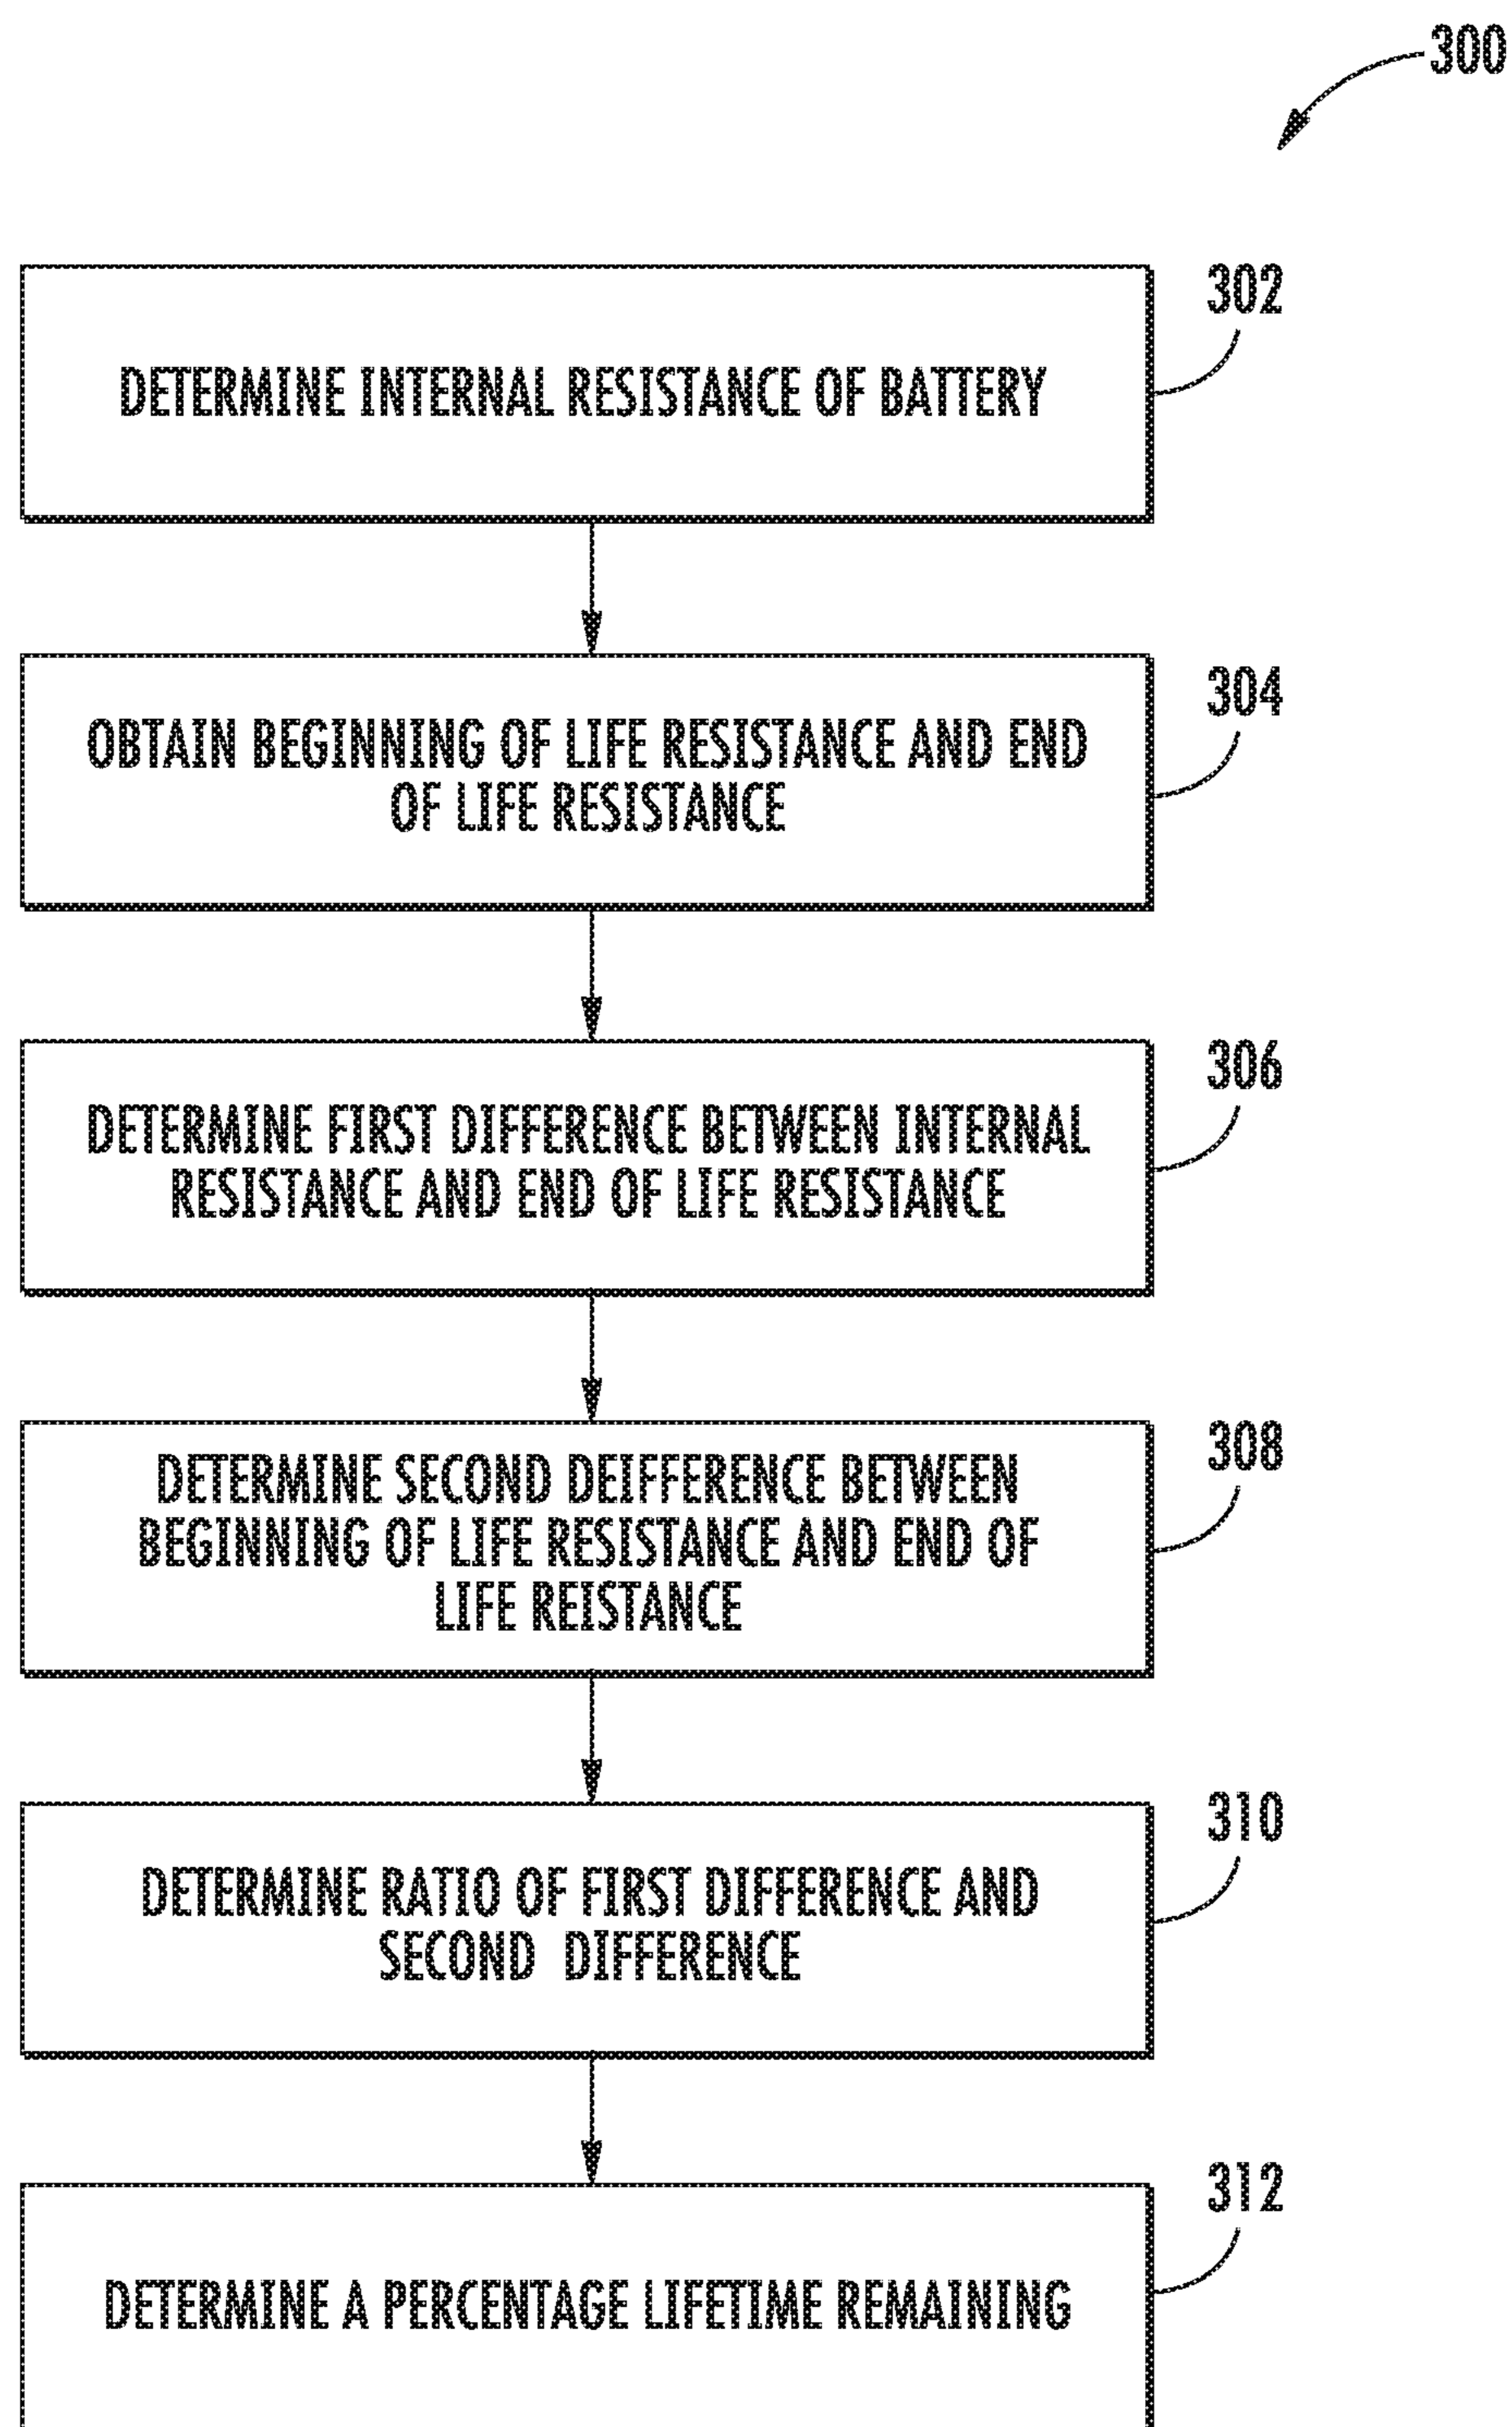 300
302
DETERMINE INTERNAL RESISTANCE OF BATTERY
304
OBTAIN BEGINNING OF LIFE RESISTANCE AND END
OF LIFE RESISTANCE
306
DETERMINE FIRST DIFFERENCE BETWEEN INTERNAL
RESISTANCE AND END OF LIFE RESISTANCE
308
DETERMINE SECOND DEIFFERENCE BETWEEN
BEGINNING OF LIFE RESISTANCE AND END OF
LIFE REISTANCE
310
DETERMINE RATIO OF FIRST DIFFERENCE AND
SECOND DIFFERENCE
312
DETERMINE A PERCENTAGE LIFETIME REMAINING